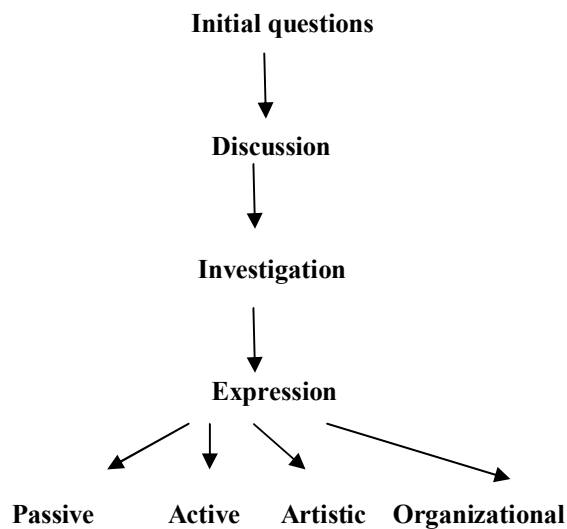 Initial questions
Discussion
Investigation
Expression
Passive Active Artistic Organizational